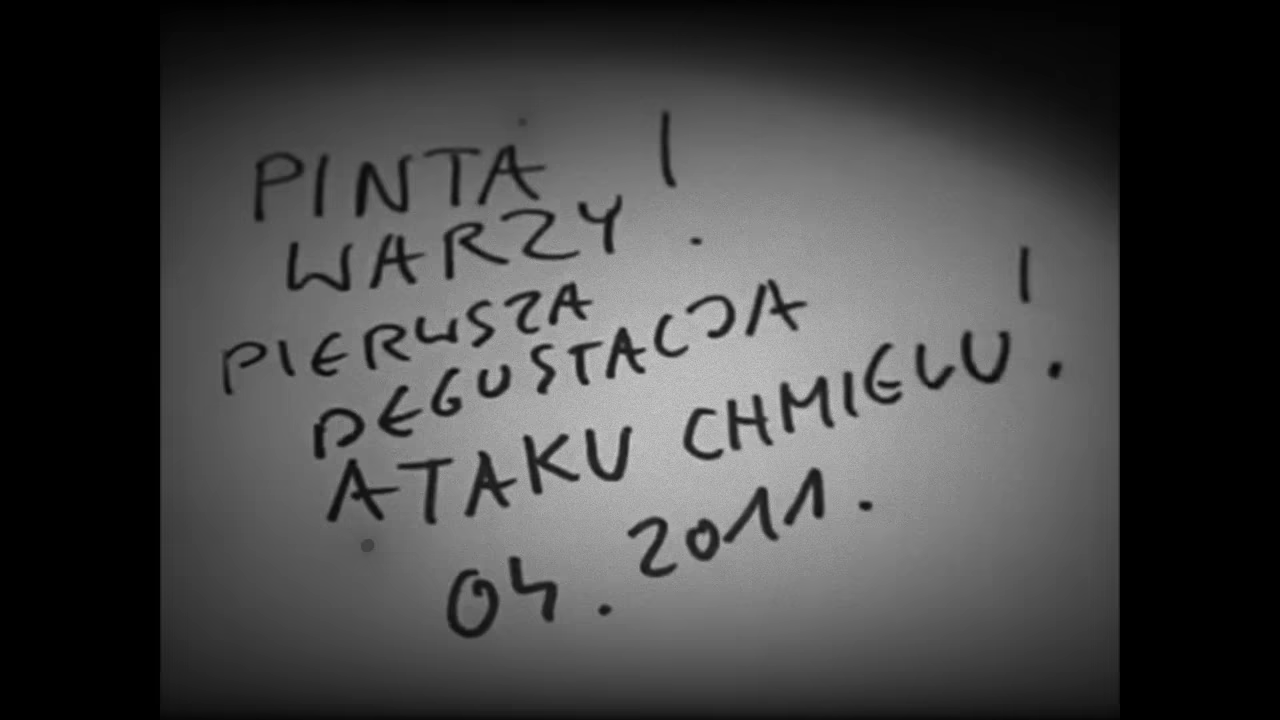 PINTA !
WARZY.
PIERWSZA
DEGUSTACJA
ATAKU CHMIELU!
04.2011.